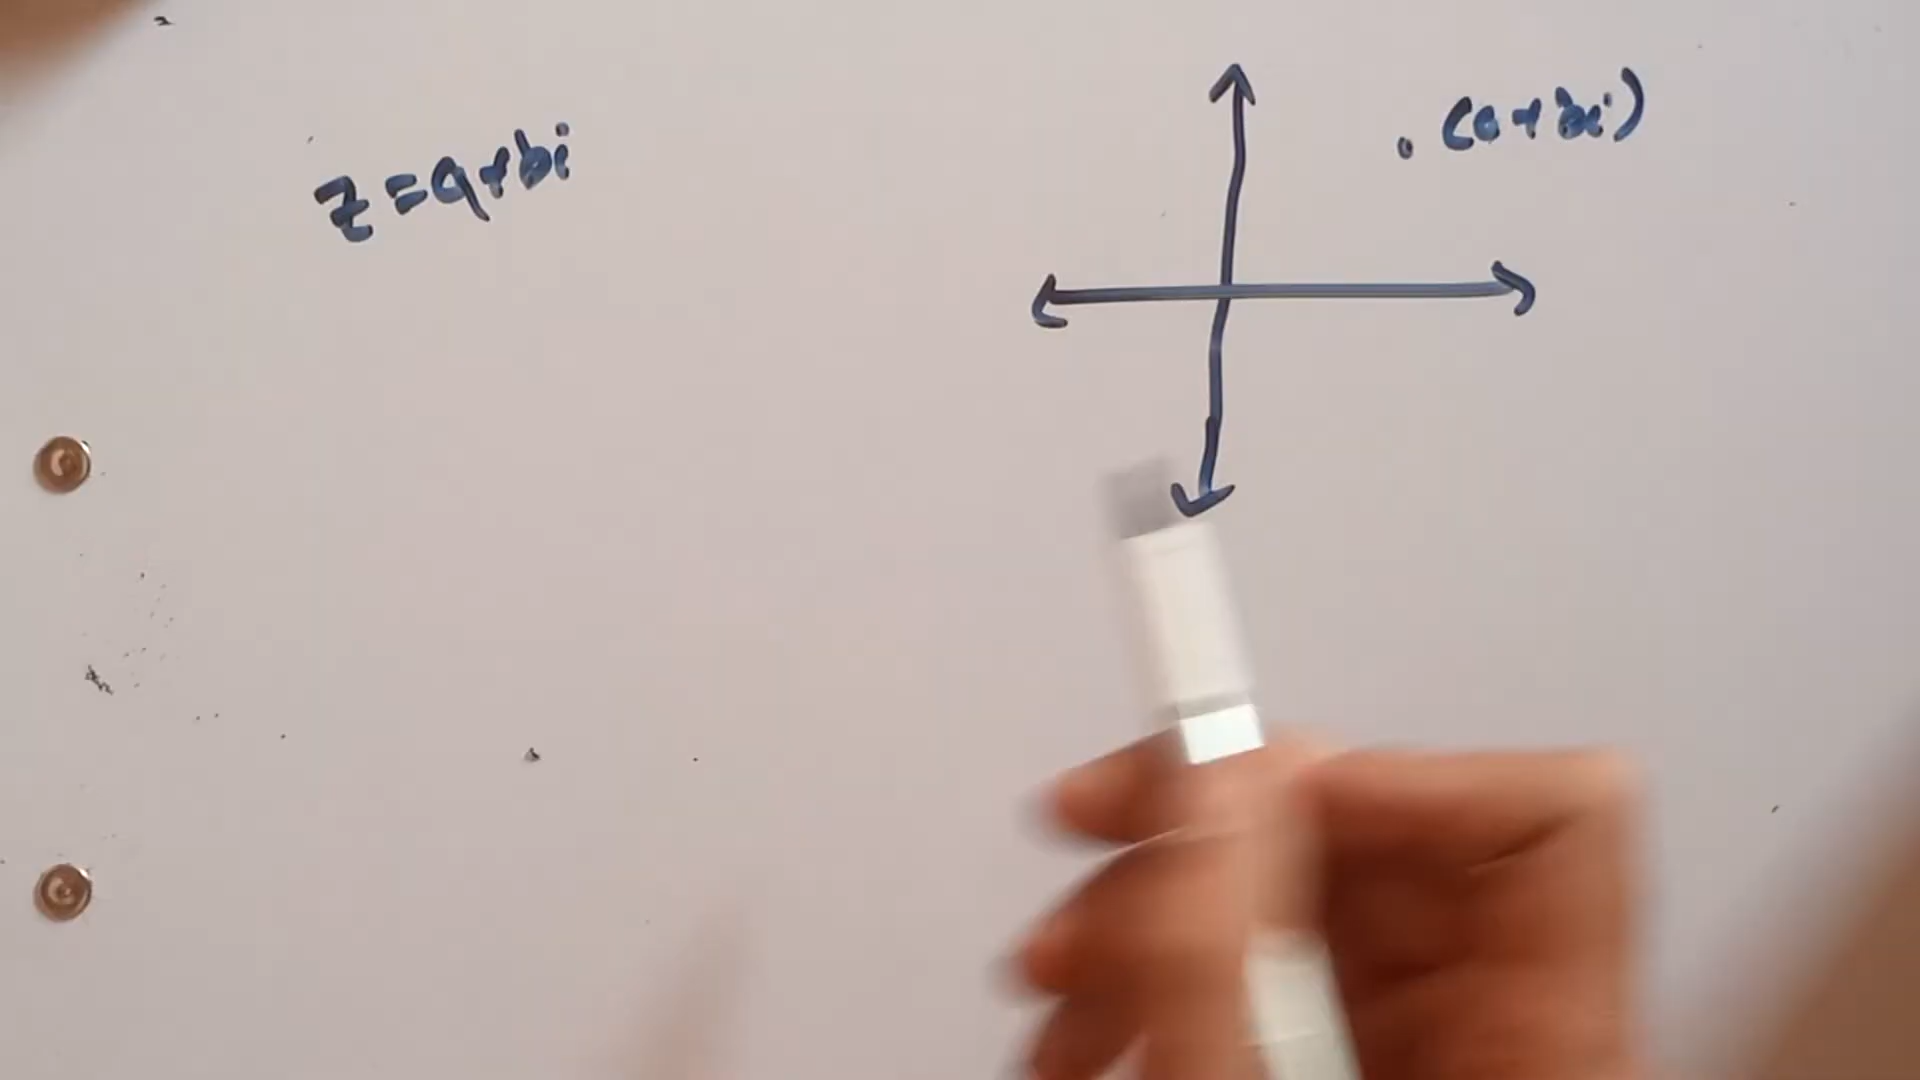 z = a + bi
(a + bi)